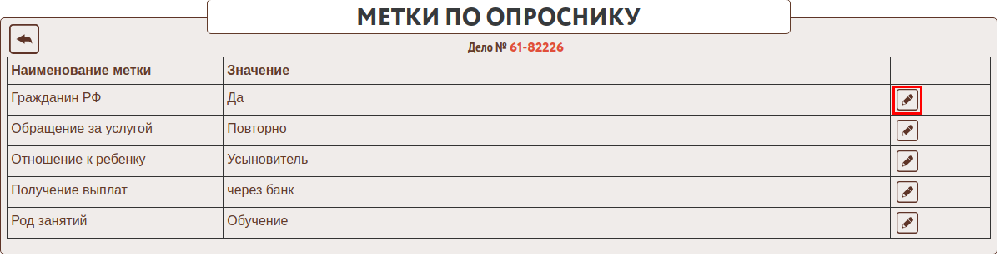 МЕТКИ ПО ОПРОСНИКУ
Дело № 61-82226
Наименование метки Значение
Гражданин РФ Да
Обращение за услугой Повторно
Отношение к ребенку Усыновитель
Получение выплат через банк
Род занятий Обучение